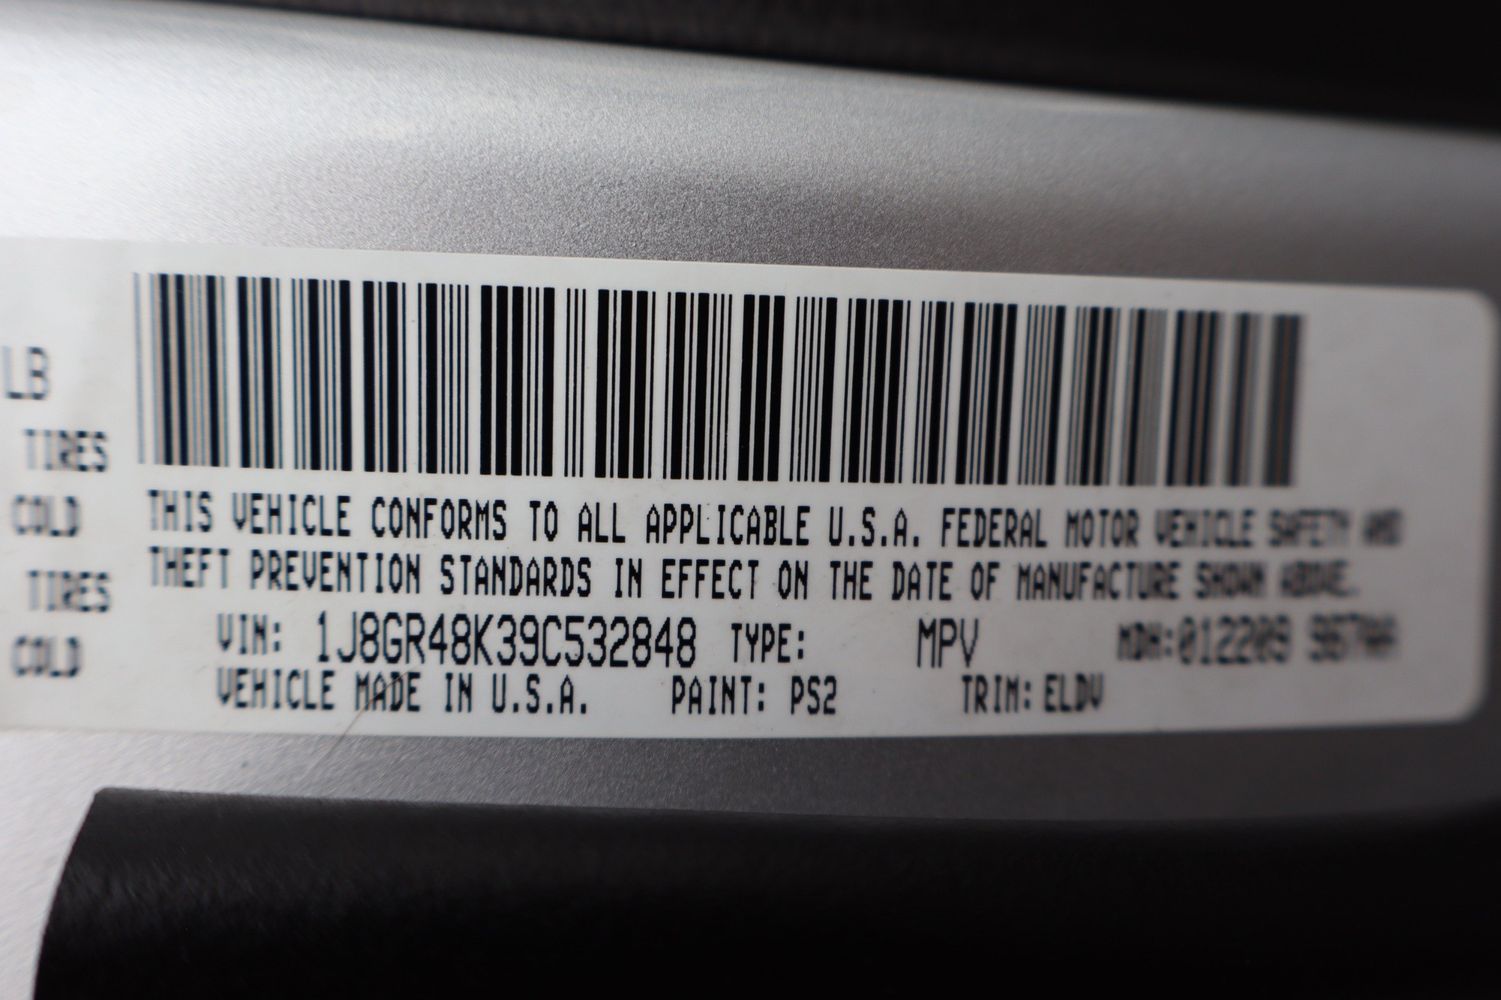 LB
TIRES
COLD
TIRES
COLD
THIS VEHICLE CONFORMS TO ALL APPLICABLE U.S.A. FEDERAL MOTOR VEHICLE SAFETY AND
THEFT PREVENTION STANDARDS IN EFFECT ON THE DATE OF MANUFACTURE SHOWN ABOVE.
VIN: 1J8GR48K39C532848 TYPE: MPV MDH:012209 967AA
VEHICLE MADE IN U.S.A. PAINT: PS2 TRIM: ELDV